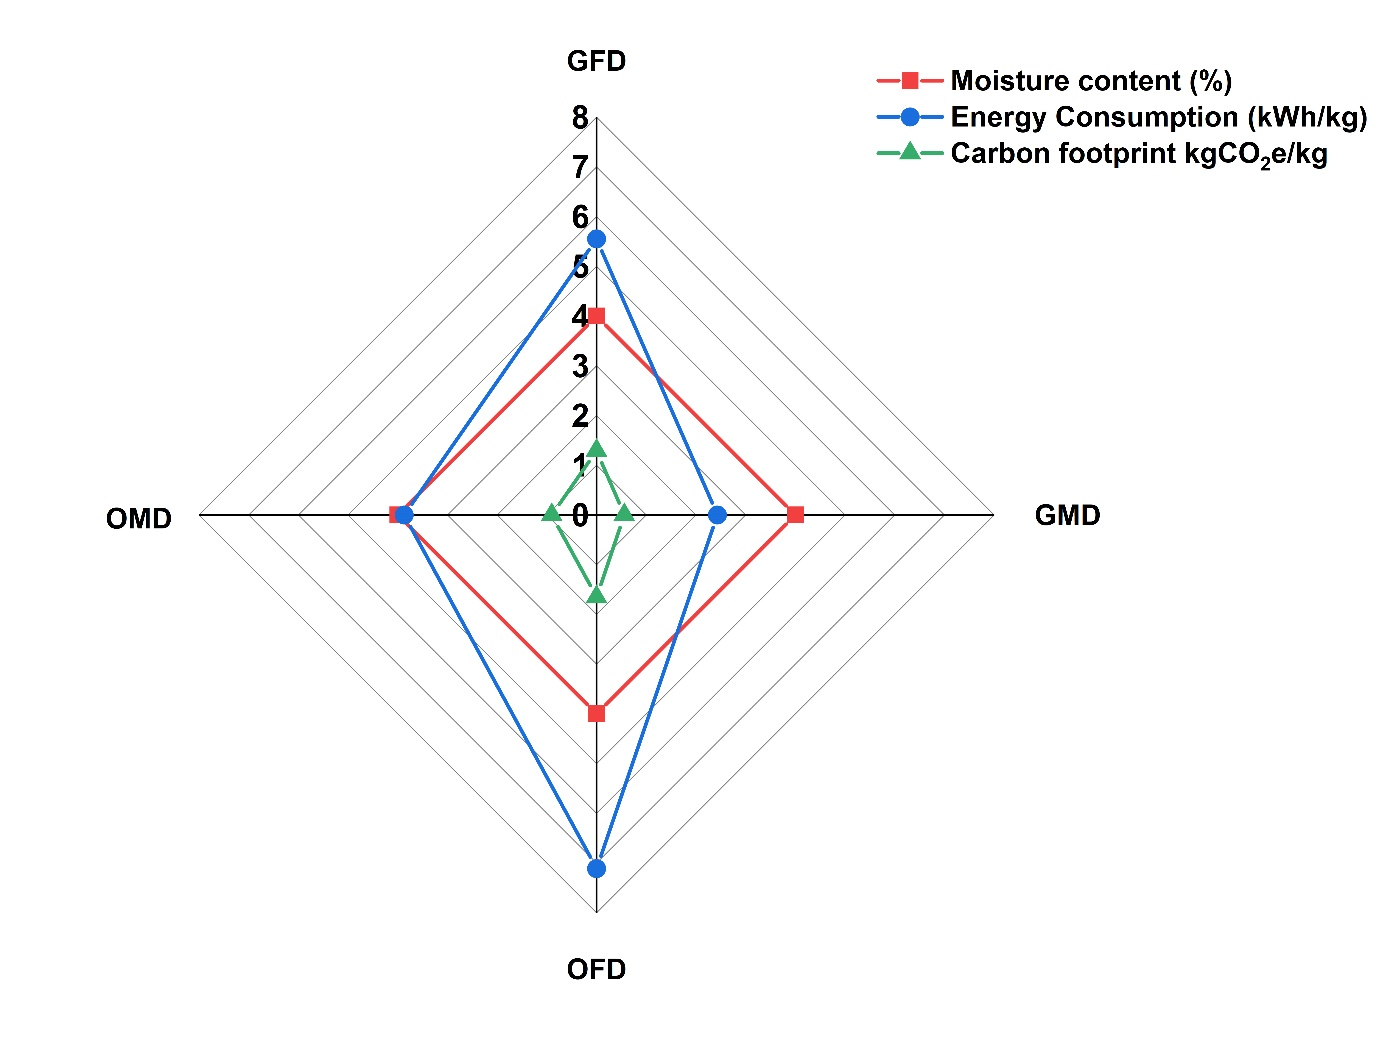 GFD
Moisture content (%)
Energy Consumption (kWh/kg)
Carbon footprint kgCO₂e/kg
8
7
6
5
4
3
2
1
0
OMD
GMD
OFD